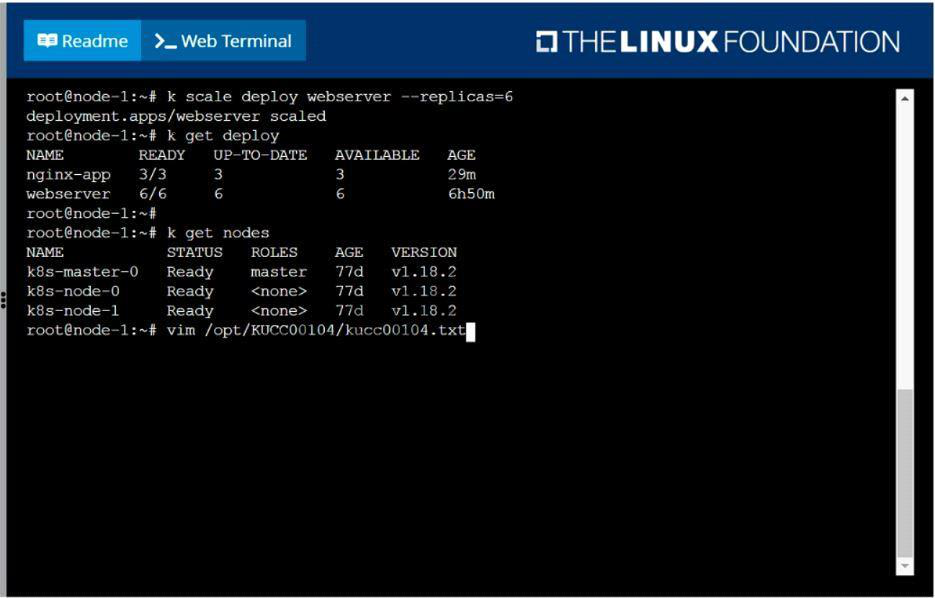 Readme >_ Web Terminal THE LINUX FOUNDATION
root@node-1:~# k scale deploy webserver --replicas=6
deployment.apps/webserver scaled
root@node-1:~# k get deploy
NAME READY UP-TO-DATE AVAILABLE AGE
nginx-app 3/3 3 3 29m
webserver 6/6 6 6 6h50m
root@node-1:~#
root@node-1:~# k get nodes
NAME STATUS ROLES AGE VERSION
k8s-master-0 Ready master 77d v1.18.2
k8s-node-0 Ready <none> 77d v1.18.2
k8s-node-1 Ready <none> 77d v1.18.2
root@node-1:~# vim /opt/KUCC00104/kucc00104.txt